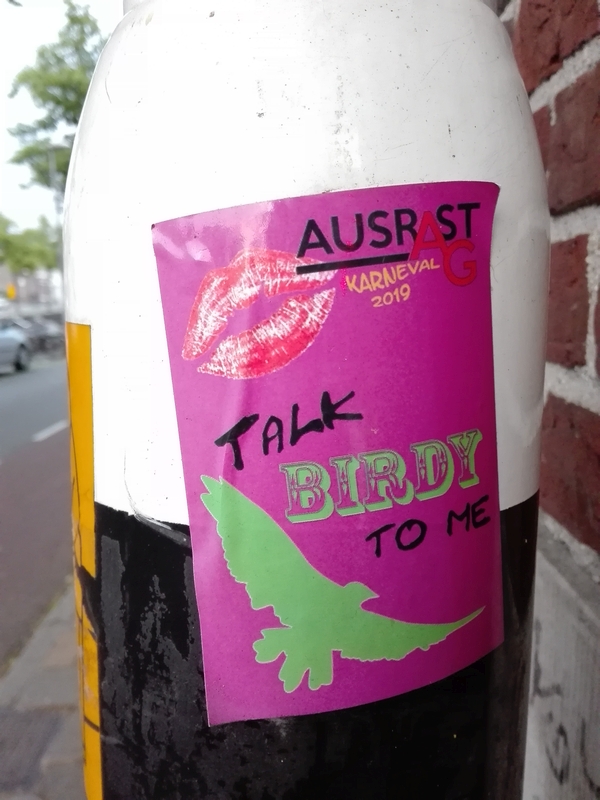 AUSRAST
AG
KARNEVAL
2019
TALK
BIRDY
TO ME